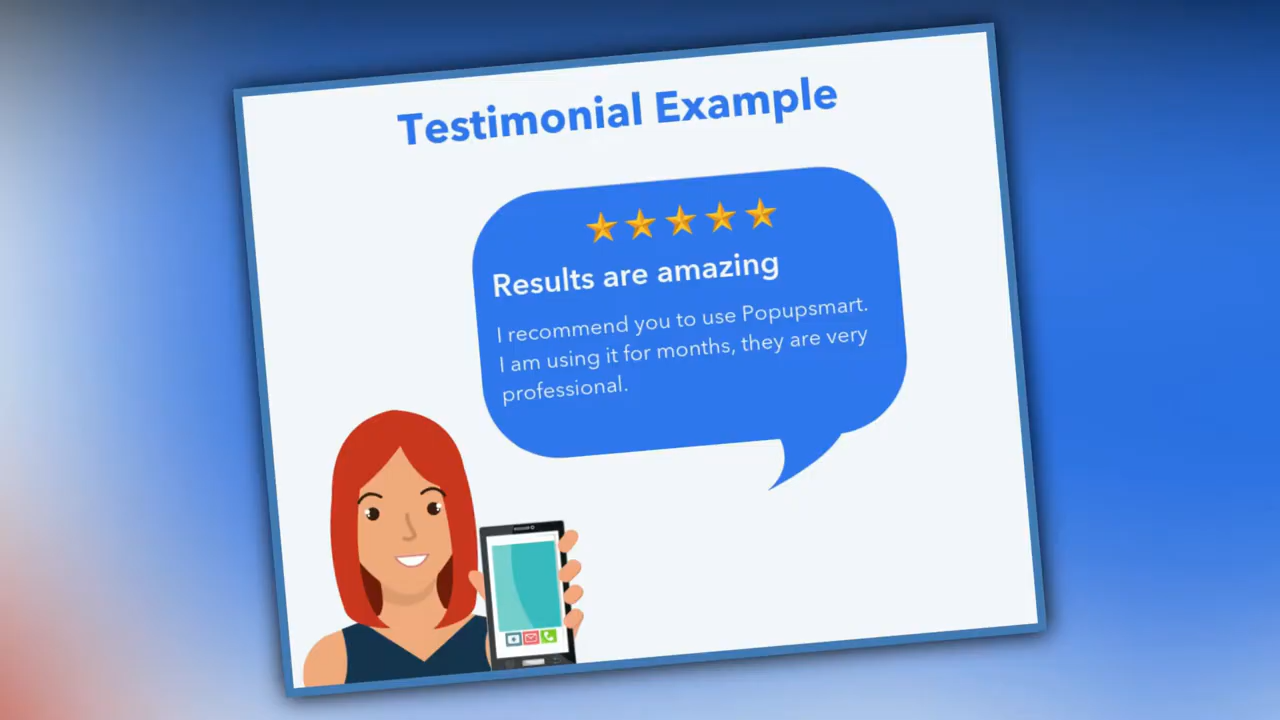 Testimonial Example
Results are amazing
I recommend you to use Popupsmart.
I am using it for months, they are very
professional.